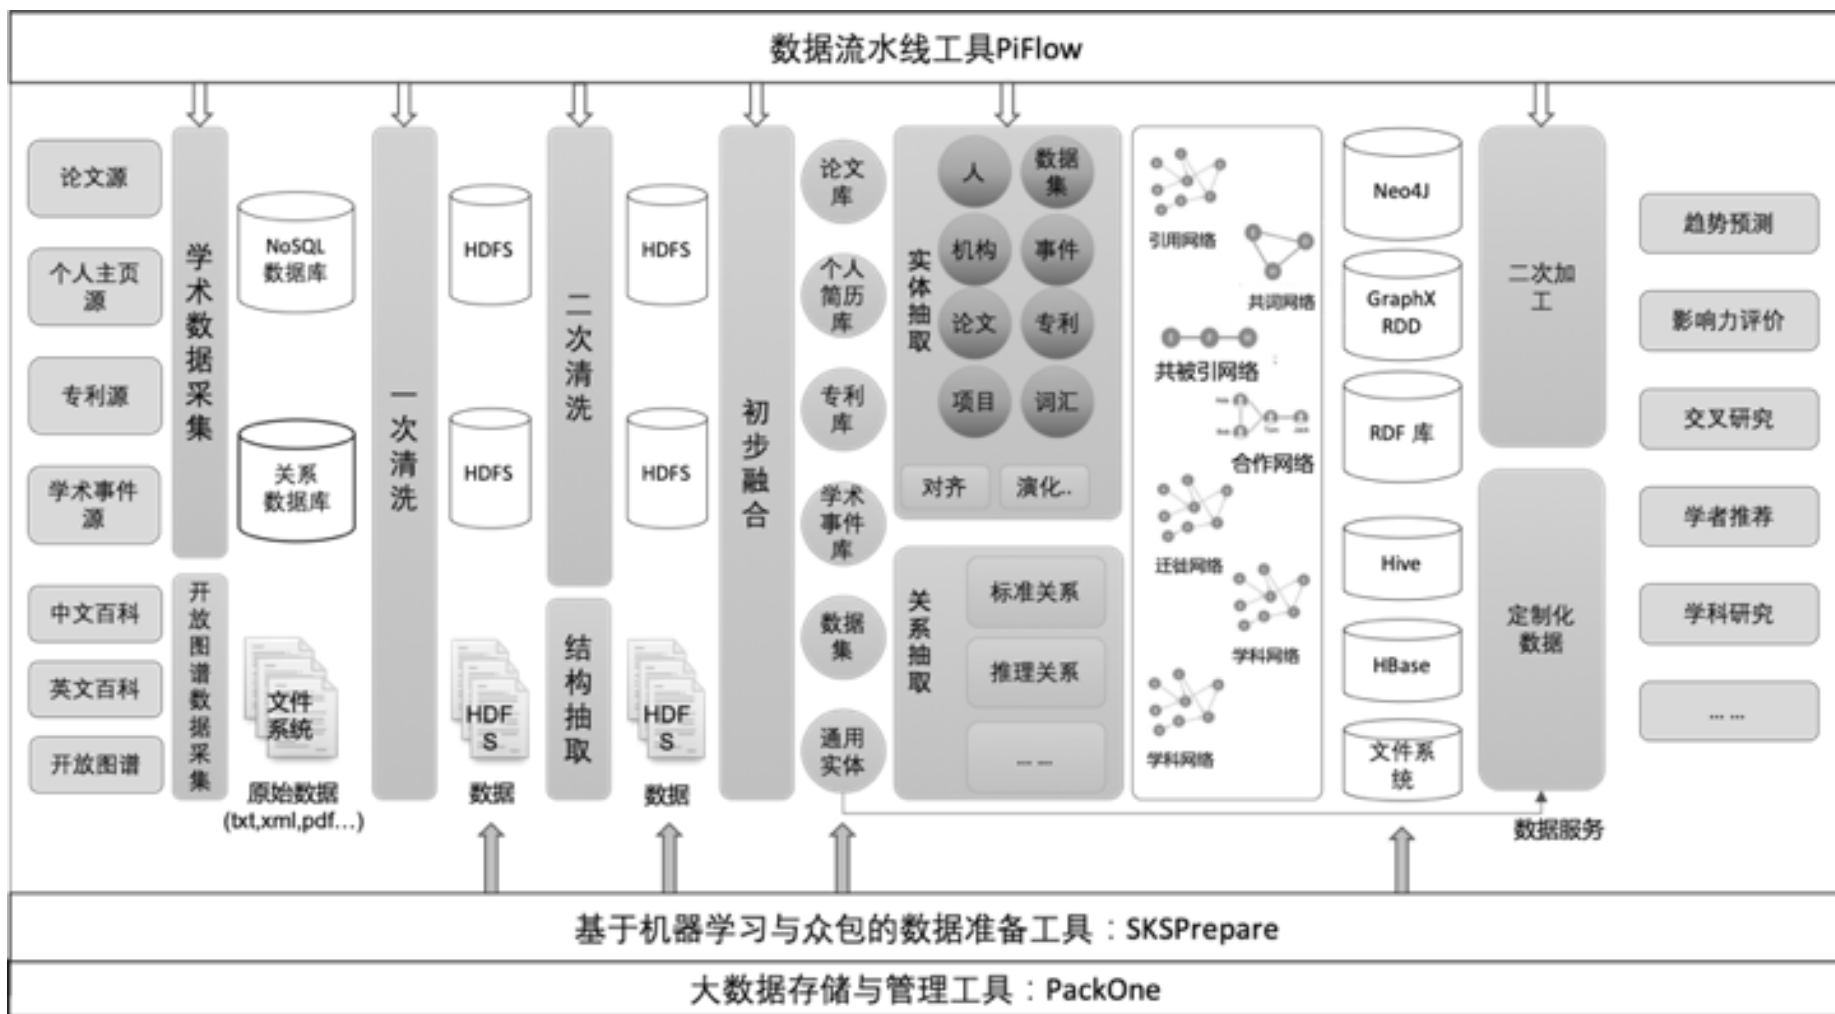 数据流水线工具PiFlow
论文源
个人主页
源
专利源
学术事件
源
中文百科
英文百科
开放图谱
学术数据采集
开放图谱数据采集
NoSQL
数据库
关系
数据库
文件
系统
原始数据
(txt,xml,pdf...)
一次清洗
HDFS
HDFS
HDF
S
数据
二次清洗
结构抽取
HDFS
HDFS
HDF
S
数据
初步融合
论文
库
个人
简历
库
专利
库
学术
事件
库
数据
集
通用
实体
实体抽取
人
数据
集
机构
事件
论文
专利
项目
词汇
对齐
演化..
关系抽取
标准关系
推理关系
... ...
引用网络
共词网络
共被引网络
Tom
Jack
合作网络
迁徙网络
学科网络
学科网络
Neo4J
GraphX
RDD
RDF 库
Hive
HBase
文件系
统
二次加
工
定制化
数据
数据服务
趋势预测
影响力评价
交叉研究
学者推荐
学科研究
... ...
基于机器学习与众包的数据准备工具：SKSPrepare
大数据存储与管理工具：PackOne